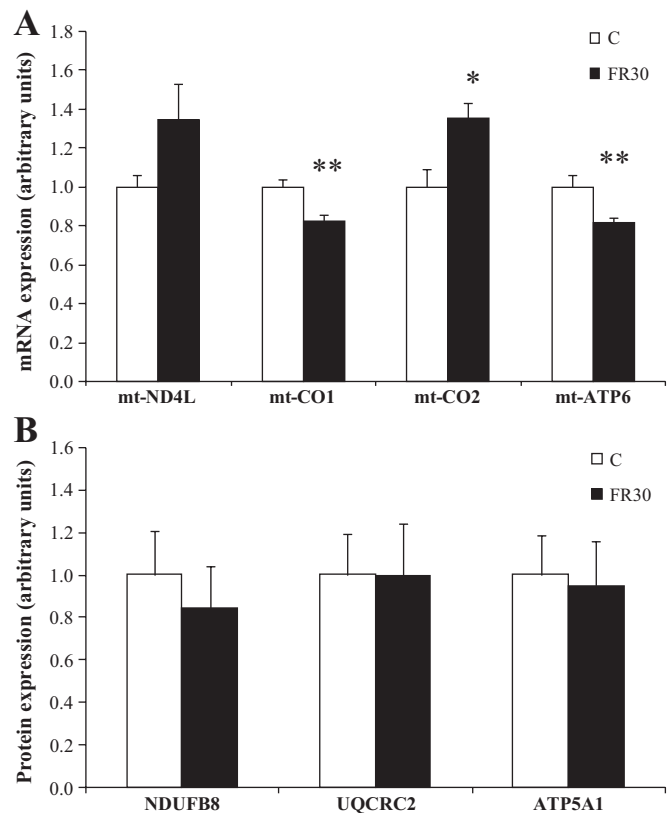 A
mRNA expression (arbitrary units)
1.8
1.6
1.4
1.2
1.0
0.8
0.6
0.4
0.2
0.0
C
FR30
**
*
**
mt-ND4L mt-CO1 mt-CO2 mt-ATP6
B
Protein expression (arbitrary units)
1.6
1.4
1.2
1.0
0.8
0.6
0.4
0.2
0.0
C
FR30
NDUFB8 UQCRC2 ATP5A1